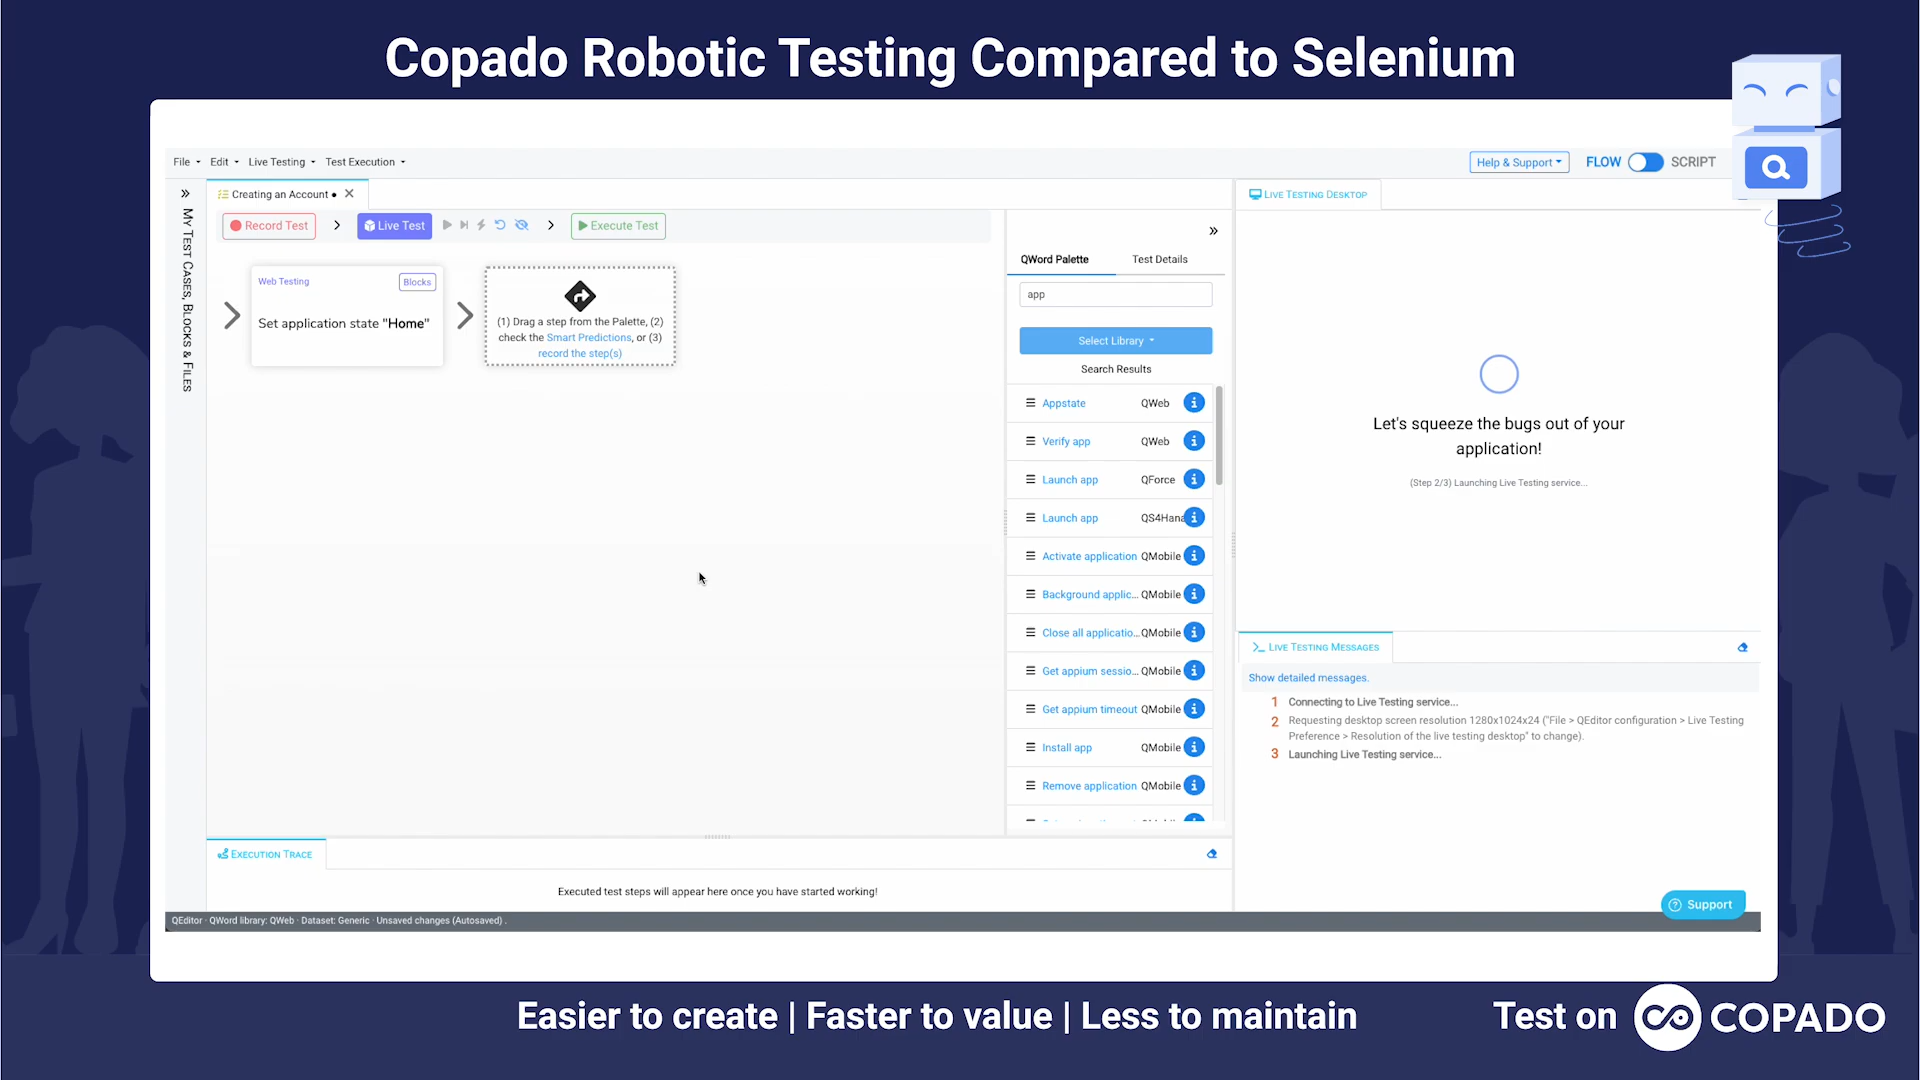 Copado Robotic Testing Compared to Selenium
File Edit Live Testing Test Execution
Help & Support
FLOW SCRIPT
MY TEST CASES, BLOCKS & FILES
Creating an Account
Record Test
Live Test
Execute Test
Web Testing
Blocks
Set application state "Home"
(1) Drag a step from the Palette, (2)
check the Smart Predictions, or (3)
record the step(s)
QWord Palette
Test Details
app
Select Library
Search Results
Appstate QWeb
Verify app QWeb
Launch app QForce
Launch app QS4Hana
Activate application QMobile
Background applic... QMobile
Close all applicatio... QMobile
Get appium sessio... QMobile
Get appium timeout QMobile
Install app QMobile
Remove application QMobile
LIVE TESTING DESKTOP
Let's squeeze the bugs out of your
application!
(Step 2/3) Launching Live Testing service...
LIVE TESTING MESSAGES
Show detailed messages.
1 Connecting to Live Testing service...
2 Requesting desktop screen resolution 1280x1024x24 ("File > QEditor configuration > Live Testing
Preference > Resolution of the live testing desktop" to change).
3 Launching Live Testing service...
EXECUTION TRACE
Executed test steps will appear here once you have started working!
Support
QEditor · QWord library: QWeb · Dataset: Generic · Unsaved changes (Autosaved) .
Easier to create | Faster to value | Less to maintain
Test on COPADO